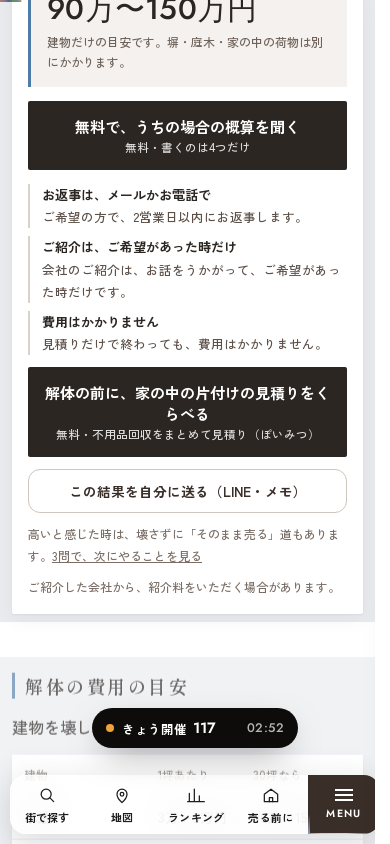 90万〜150万円
建物だけの目安です。塀・庭木・家の中の荷物は別
にかかります。
無料で、うちの場合の概算を聞く
無料・書くのは4つだけ
お返事は、メールかお電話で
ご希望の方で、2営業日以内にお返事します。
ご紹介は、ご希望があった時だけ
会社のご紹介は、お話をうかがって、ご希望があっ
た時だけです。
費用はかかりません
見積りだけで終わっても、費用はかかりません。
解体の前に、家の中の片付けの見積りをく
らべる
無料・不用品回収をまとめて見積り（ぽいみつ）
この結果を自分に送る（LINE・メモ）
高いと感じた時は、壊さずに「そのまま売る」道もありま
す。3問で、次にやることを見る
ご紹介した会社から、紹介料をいただく場合があります。
解体の費用の目安
建物を壊し
きょう開催 117 02:52
建物 1坪あたり 30坪なら
街で探す 地図 ランキング 売る前に MENU